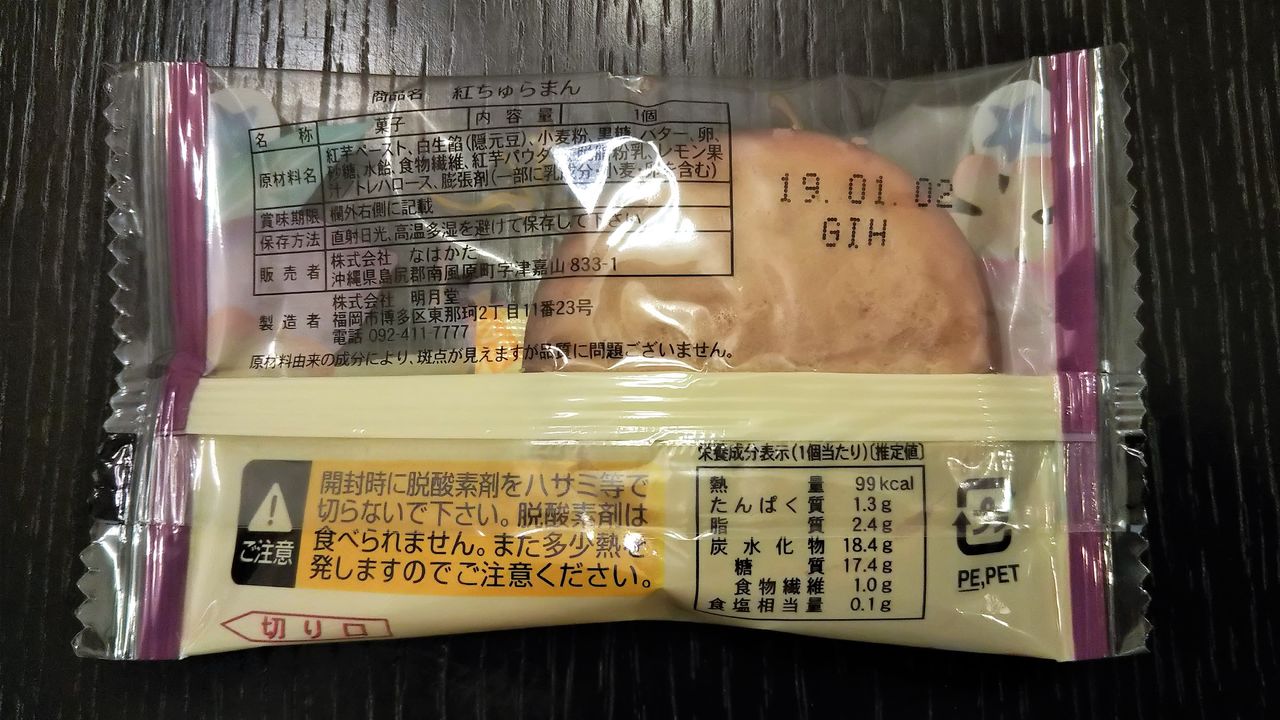 商品名 紅ちゅらまん
名称 菓子 内容量 1個
原材料名 紅芋ペースト、白生餡(隠元豆)、小麦粉、黒糖、バター、卵、
砂糖、水飴、食物繊維、紅芋パウダー、脱脂粉乳、レモン果
汁/トレハロース、膨張剤(一部に乳成分・小麦・卵を含む)
賞味期限 欄外右側に記載
保存方法 直射日光、高温多湿を避けて保存して下さい
販売者 株式会社 なはかた
沖縄県島尻郡南風原町字津嘉山 833-1
製造者 株式会社 明月堂
福岡市博多区東那珂2丁目11番23号
電話 092-411-7777
原材料由来の成分により、斑点が見えますが品質に問題ございません。
19.01.02
GIH
ご注意
開封時に脱酸素剤をハサミ等で
切らないで下さい。脱酸素剤は
食べられません。また多少熱を
発しますのでご注意ください。
切り口
栄養成分表示(1個当たり)〔推定値〕
熱量 99kcal
たんぱく質 1.3g
脂質 2.4g
炭水化物 18.4g
糖質 17.4g
食物繊維 1.0g
食塩相当量 0.1g
PE,PET